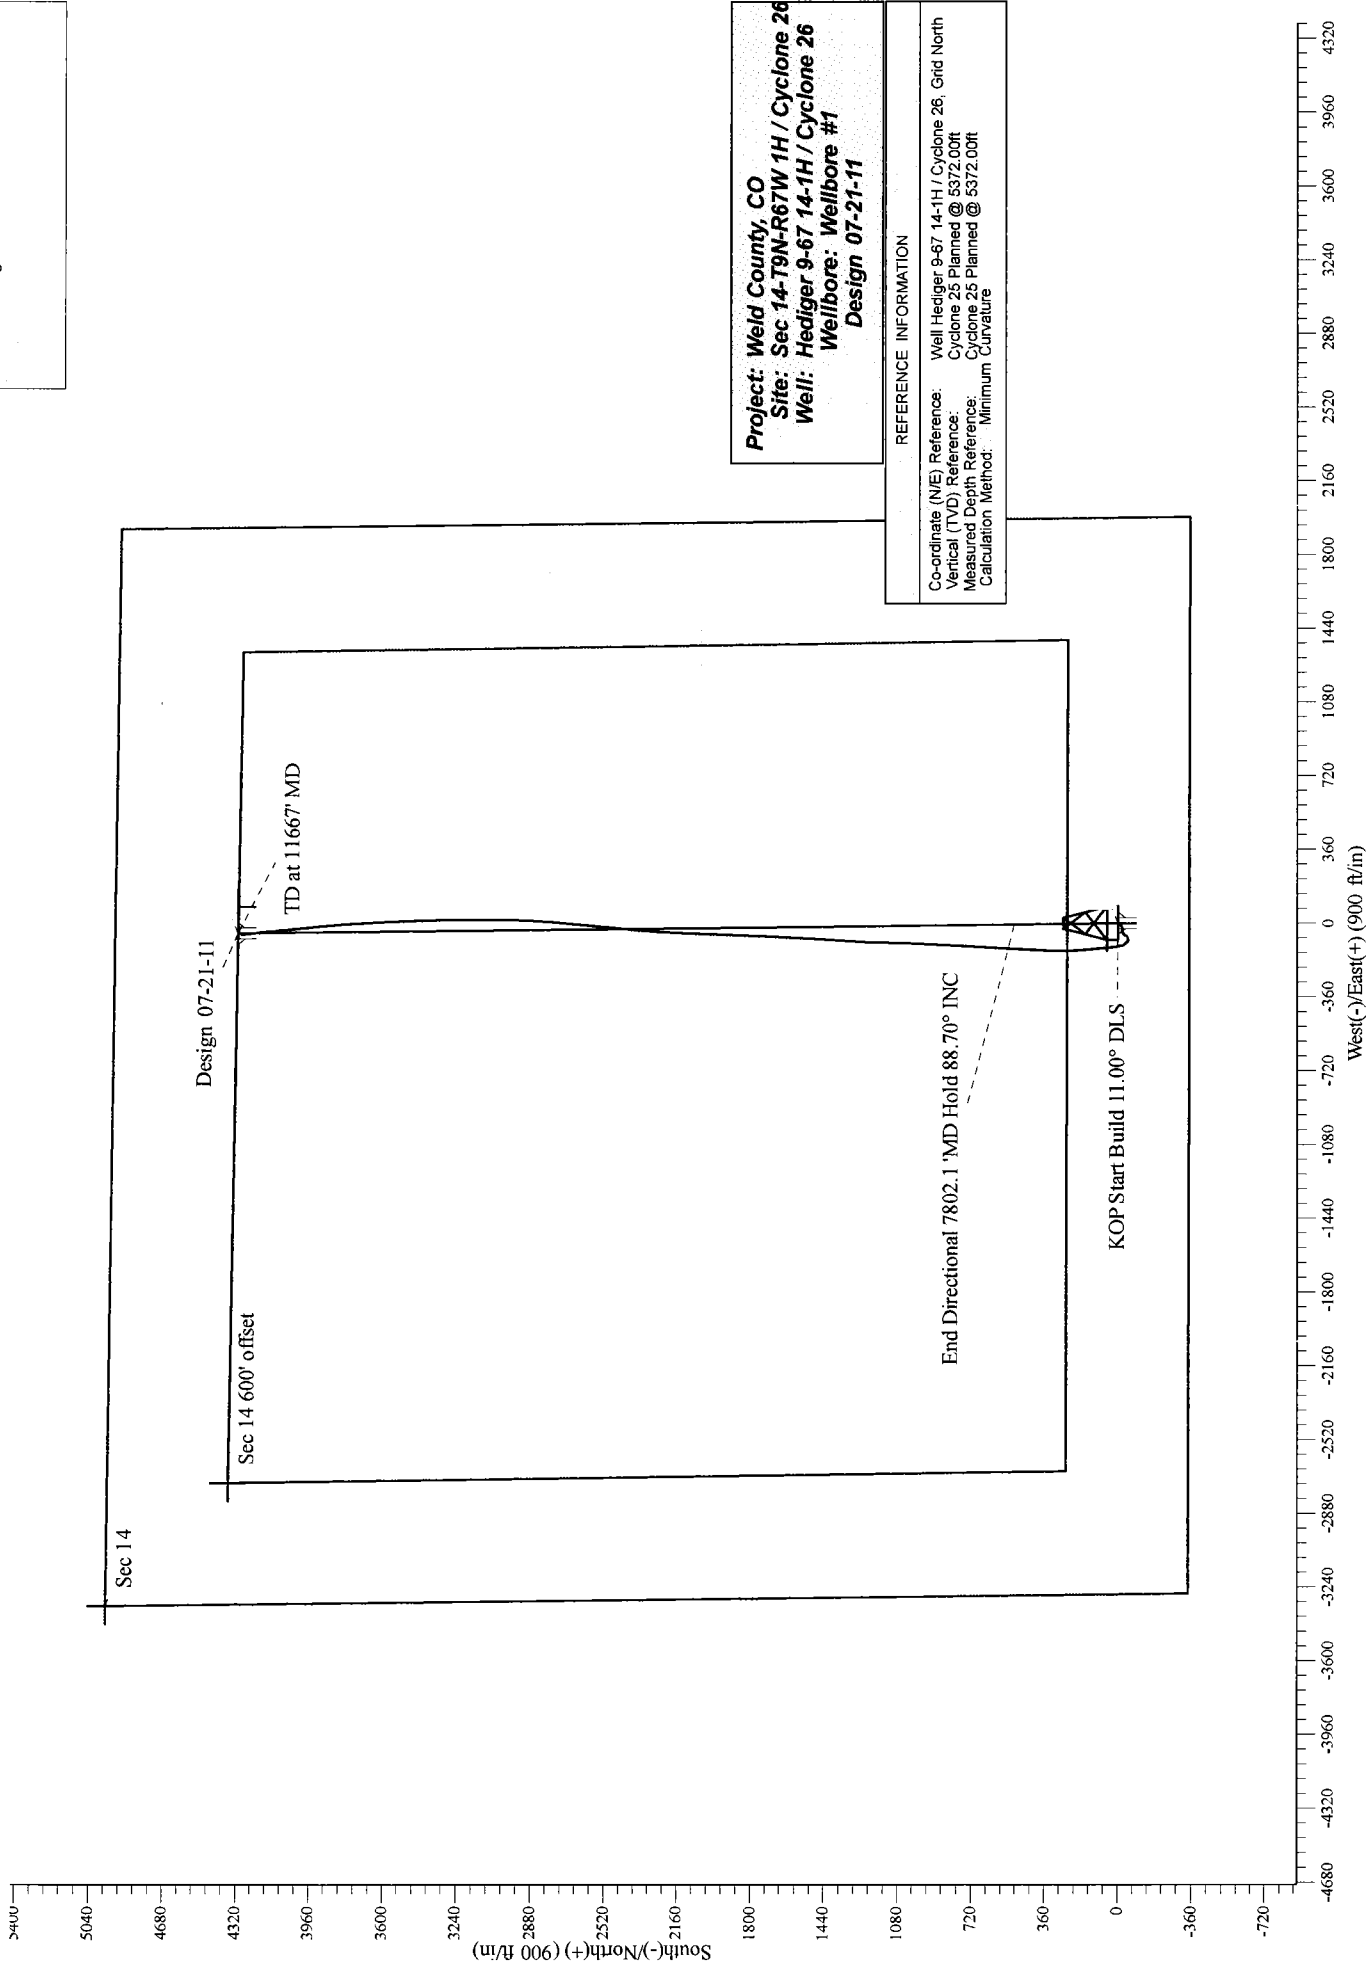 Project: Weld County, CO
Site: Sec 14-T9N-R67W 1H / Cyclone 26
Well: Hediger 9-67 14-1H / Cyclone 26
Wellbore: Wellbore #1
Design 07-21-11
REFERENCE INFORMATION
Co-ordinate (N/E) Reference: Well Hediger 9-67 14-1H / Cyclone 26, Grid North
Vertical (TVD) Reference: Cyclone 25 Planned @ 5372.00ft
Measured Depth Reference: Cyclone 25 Planned @ 5372.00ft
Calculation Method: Minimum Curvature
Sec 14
Sec 14 600' offset
Design 07-21-11
TD at 11667' MD
End Directional 7802.1 'MD Hold 88.70° INC
KOP Start Build 11.00° DLS
South(-)/North(+) (900 ft/in)
5400
5040
4680
4320
3960
3600
3240
2880
2520
2160
1800
1440
1080
720
360
0
-360
-720
-4680
-4320
-3960
-3600
-3240
-2880
-2520
-2160
-1800
-1440
-1080
-720
-360
0
360
720
1080
1440
1800
2160
2520
2880
3240
3600
3960
4320
West(-)/East(+) (900 ft/in)